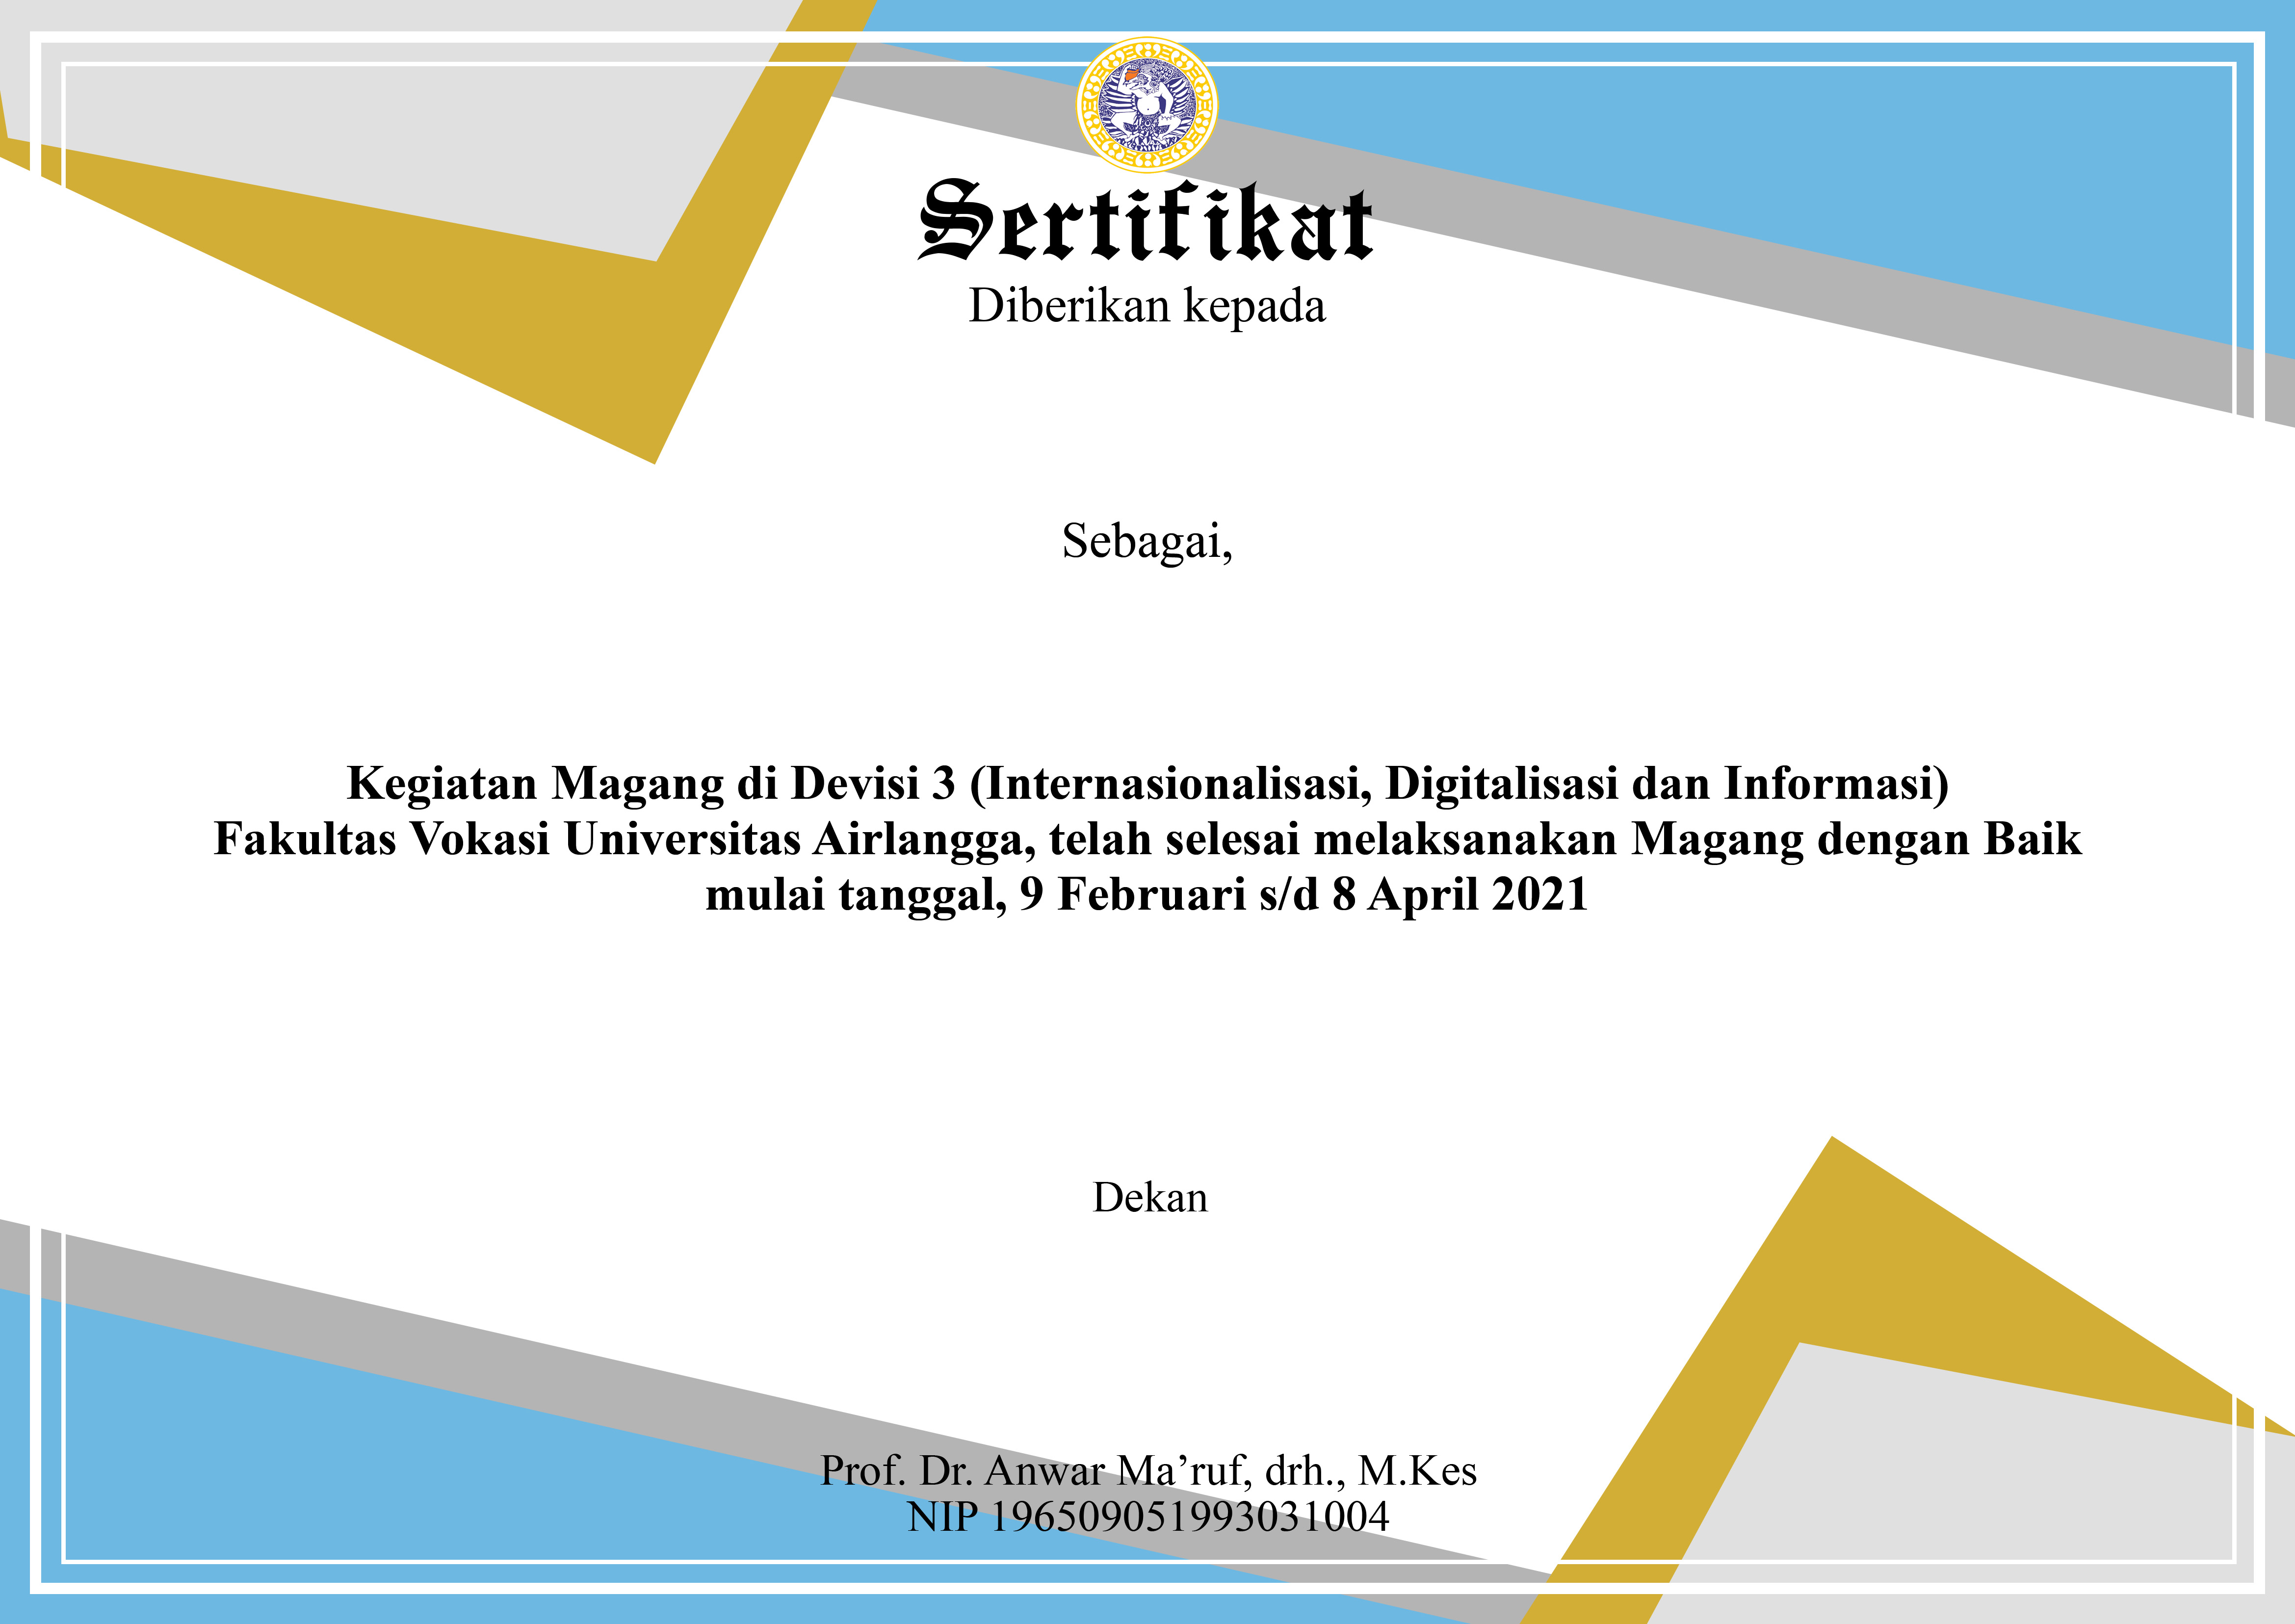 Sertifikat
Diberikan kepada
Sebagai,
Kegiatan Magang di Devisi 3 (Internasionalisasi, Digitalisasi dan Informasi)
Fakultas Vokasi Universitas Airlangga, telah selesai melaksanakan Magang dengan Baik
mulai tanggal, 9 Februari s/d 8 April 2021
Dekan
Prof. Dr. Anwar Ma’ruf, drh., M.Kes
NIP 196509051993031004